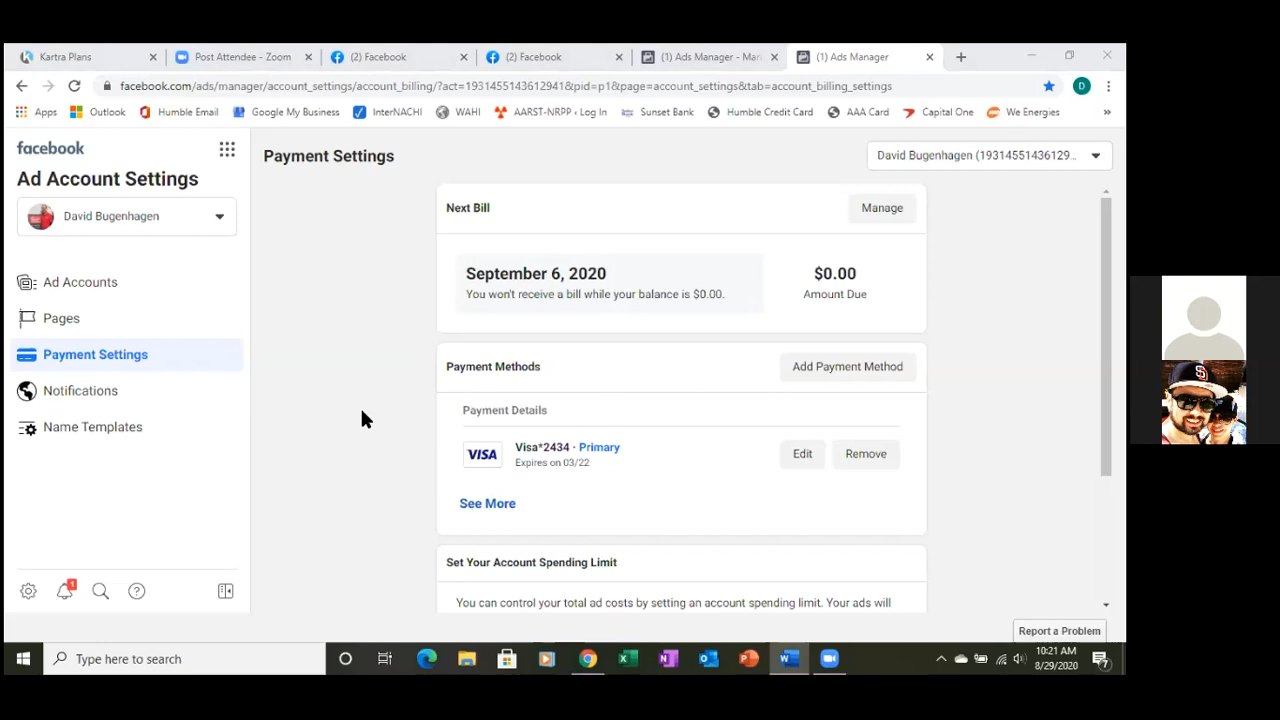 Kartra Plans
Post Attendee - Zoom
(2) Facebook
(2) Facebook
(1) Ads Manager - Man
(1) Ads Manager
facebook.com/ads/manager/account_settings/account_billing/?act=1931455143612941&pid=p1&page=account_settings&tab=account_billing_settings
D
Apps
Outlook
Humble Email
Google My Business
InterNACHI
WAHI
AARST-NRPP ‹ Log In
Sunset Bank
Humble Credit Card
AAA Card
Capital One
We Energies
»
facebook
Ad Account Settings
David Bugenhagen
Ad Accounts
Pages
Payment Settings
Notifications
Name Templates
1
Payment Settings
David Bugenhagen (19314551436129...
Next Bill
Manage
September 6, 2020
You won't receive a bill while your balance is $0.00.
$0.00
Amount Due
Payment Methods
Add Payment Method
Payment Details
VISA
Visa*2434 · Primary
Expires on 03/22
Edit
Remove
See More
Set Your Account Spending Limit
You can control your total ad costs by setting an account spending limit. Your ads will
Report a Problem
Type here to search
10:21 AM
8/29/2020
7